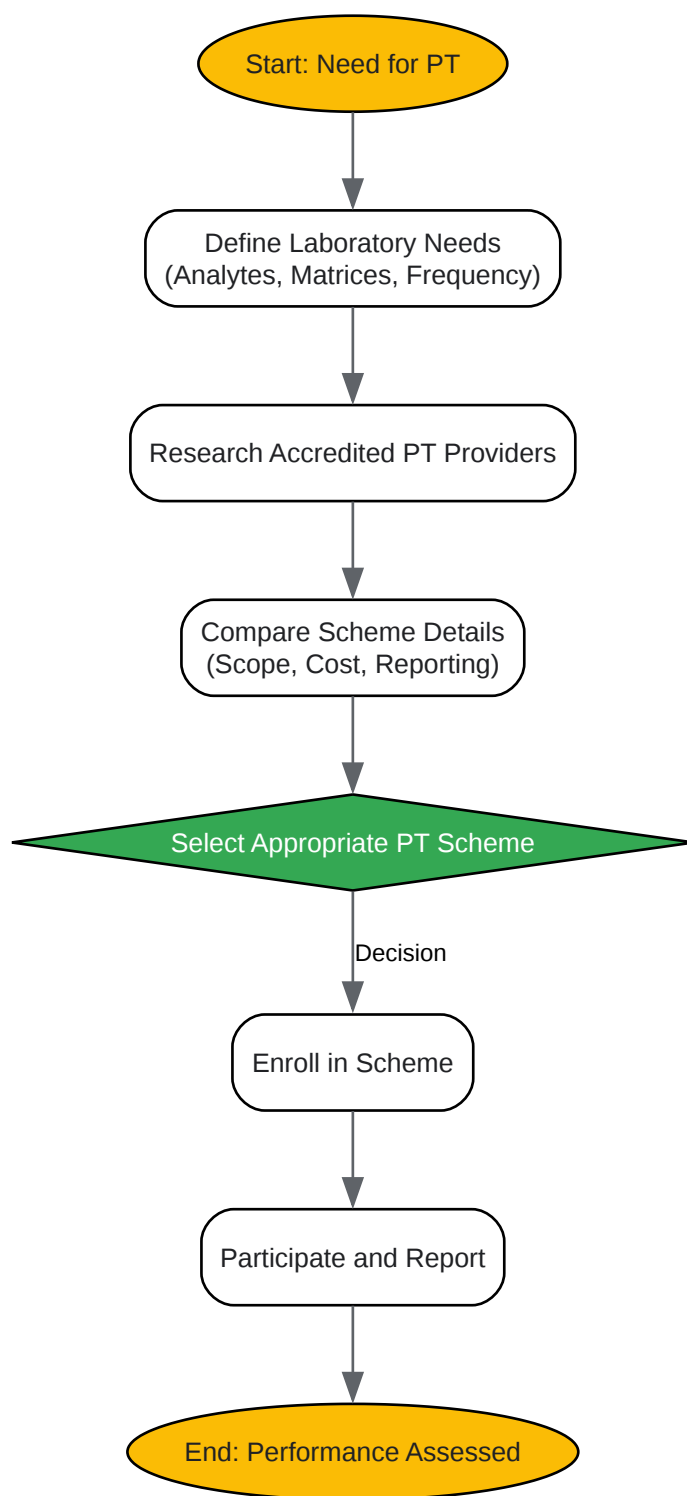 Start: Need for PT
Define Laboratory Needs
(Analytes, Matrices, Frequency)
Research Accredited PT Providers
Compare Scheme Details
(Scope, Cost, Reporting)
Select Appropriate PT Scheme
Decision
Enroll in Scheme
Participate and Report
End: Performance Assessed